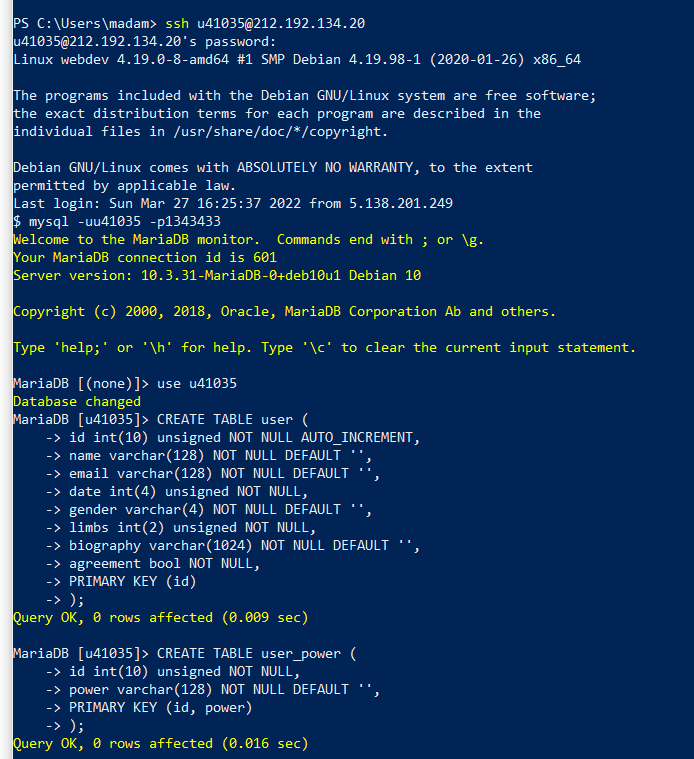 PS C:\Users\madam> ssh u41035@212.192.134.20
u41035@212.192.134.20's password:
Linux webdev 4.19.0-8-amd64 #1 SMP Debian 4.19.98-1 (2020-01-26) x86_64
The programs included with the Debian GNU/Linux system are free software;
the exact distribution terms for each program are described in the
individual files in /usr/share/doc/*/copyright.
Debian GNU/Linux comes with ABSOLUTELY NO WARRANTY, to the extent
permitted by applicable law.
Last login: Sun Mar 27 16:25:37 2022 from 5.138.201.249
$ mysql -uu41035 -p1343433
Welcome to the MariaDB monitor.  Commands end with ; or \g.
Your MariaDB connection id is 601
Server version: 10.3.31-MariaDB-0+deb10u1 Debian 10
Copyright (c) 2000, 2018, Oracle, MariaDB Corporation Ab and others.
Type 'help;' or '\h' for help. Type '\c' to clear the current input statement.
MariaDB [(none)]> use u41035
Database changed
MariaDB [u41035]> CREATE TABLE user (
    -> id int(10) unsigned NOT NULL AUTO_INCREMENT,
    -> name varchar(128) NOT NULL DEFAULT '',
    -> email varchar(128) NOT NULL DEFAULT '',
    -> date int(4) unsigned NOT NULL,
    -> gender varchar(4) NOT NULL DEFAULT '',
    -> limbs int(2) unsigned NOT NULL,
    -> biography varchar(1024) NOT NULL DEFAULT '',
    -> agreement bool NOT NULL,
    -> PRIMARY KEY (id)
    -> );
Query OK, 0 rows affected (0.009 sec)
MariaDB [u41035]> CREATE TABLE user_power (
    -> id int(10) unsigned NOT NULL,
    -> power varchar(128) NOT NULL DEFAULT '',
    -> PRIMARY KEY (id, power)
    -> );
Query OK, 0 rows affected (0.016 sec)